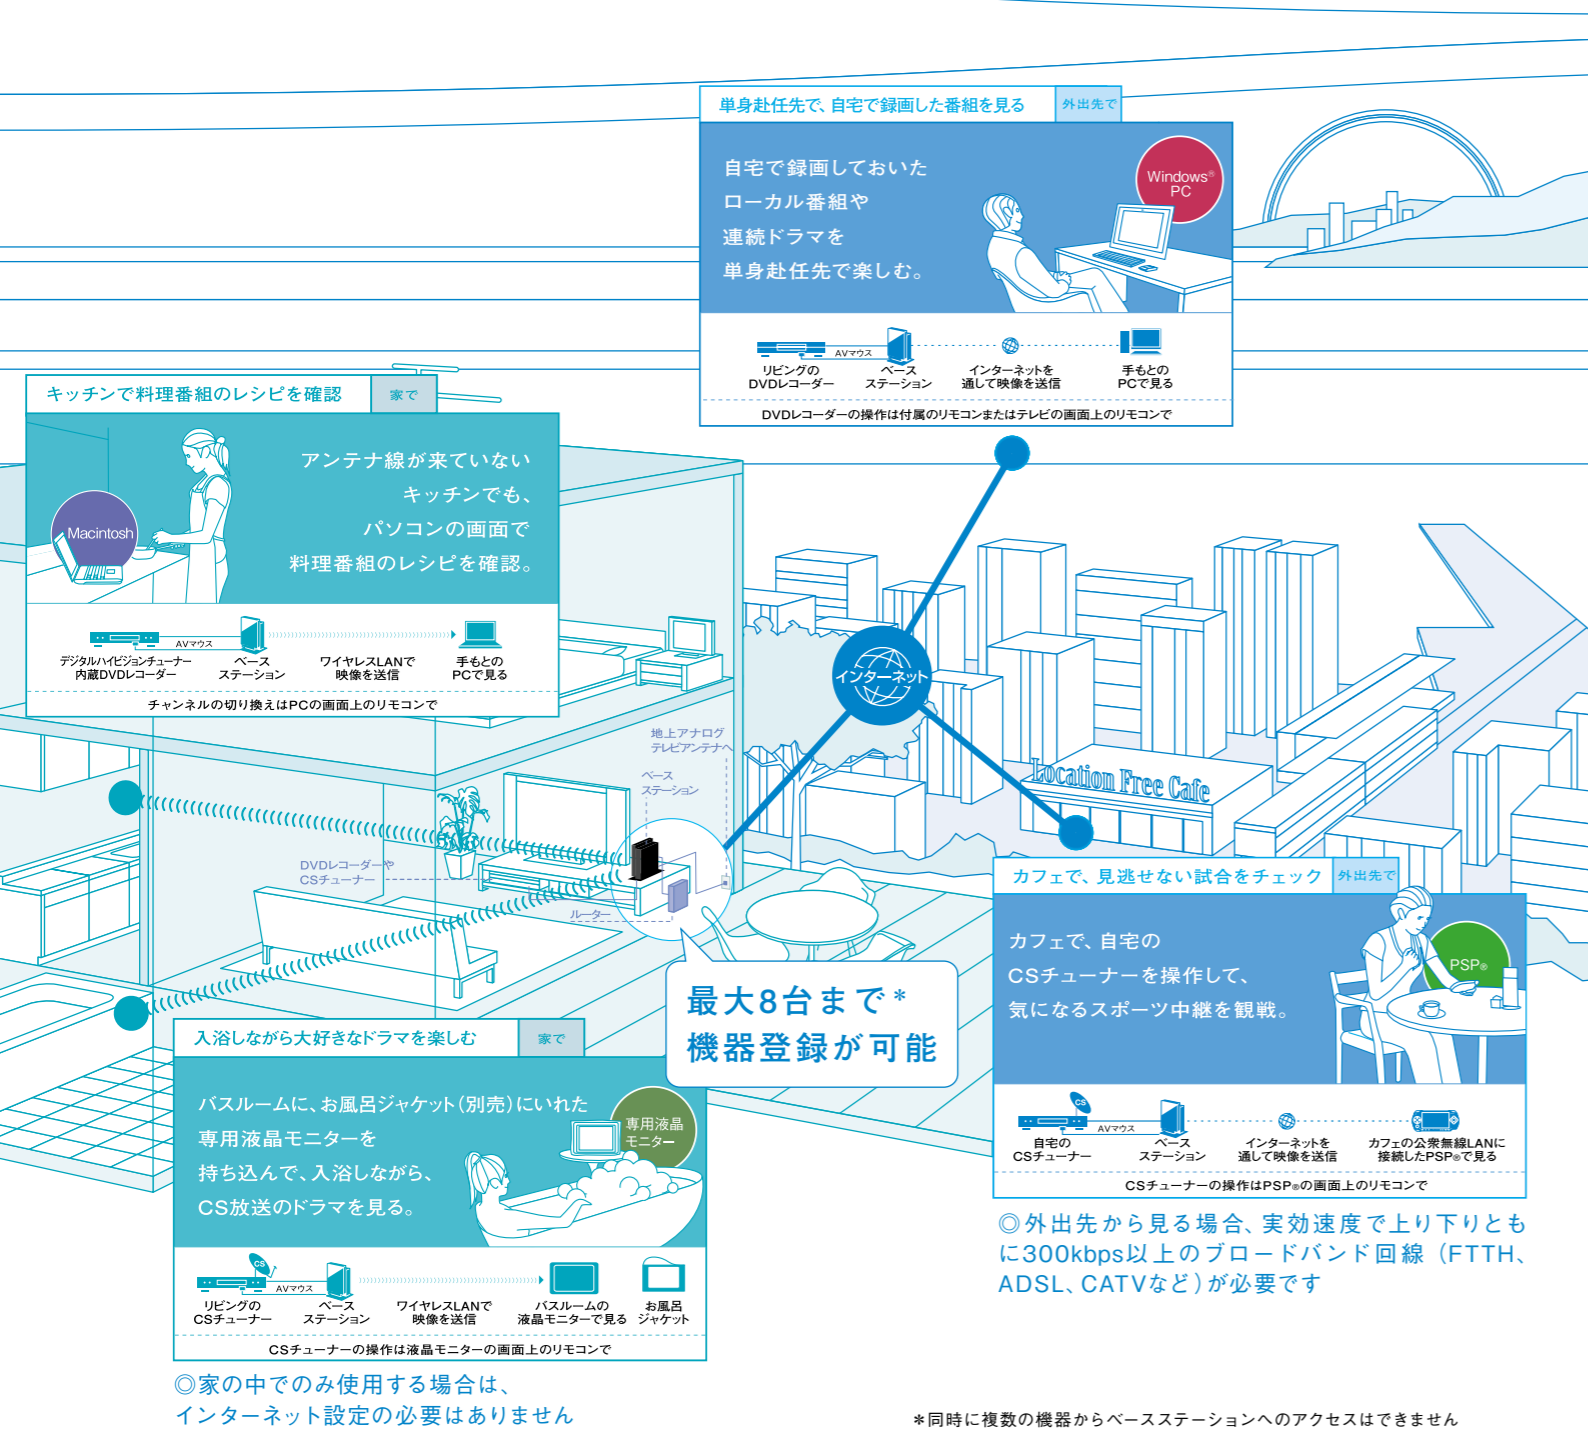 単身赴任先で、自宅で録画した番組を見る
外出先で
自宅で録画しておいた
ローカル番組や
連続ドラマを
単身赴任先で楽しむ。
Windows®
PC
AVマウス
リビングの
DVDレコーダー
ベース
ステーション
インターネットを
通して映像を送信
手もとの
PCで見る
DVDレコーダーの操作は付属のリモコンまたはテレビの画面上のリモコンで
キッチンで料理番組のレシピを確認
家で
アンテナ線が来ていない
キッチンでも、
パソコンの画面で
料理番組のレシピを確認。
Macintosh
AVマウス
デジタルハイビジョンチューナー
内蔵DVDレコーダー
ベース
ステーション
ワイヤレスLANで
映像を送信
手もとの
PCで見る
チャンネルの切り換えはPCの画面上のリモコンで
インターネット
地上アナログ
テレビアンテナへ
ベース
ステーション
DVDレコーダーや
CSチューナー
ルーター
Location Free Cafe
最大8台まで*
機器登録が可能
カフェで、見逃せない試合をチェック
外出先で
カフェで、自宅の
CSチューナーを操作して、
気になるスポーツ中継を観戦。
PSP®
CS
AVマウス
自宅の
CSチューナー
ベース
ステーション
インターネットを
通して映像を送信
カフェの公衆無線LANに
接続したPSP®で見る
CSチューナーの操作はPSP®の画面上のリモコンで
◎外出先から見る場合、実効速度で上り下りとも
に300kbps以上のブロードバンド回線（FTTH、
ADSL、CATVなど）が必要です
入浴しながら大好きなドラマを楽しむ
家で
バスルームに、お風呂ジャケット（別売）にいれた
専用液晶モニターを
持ち込んで、入浴しながら、
CS放送のドラマを見る。
専用液晶
モニター
CS
AVマウス
リビングの
CSチューナー
ベース
ステーション
ワイヤレスLANで
映像を送信
バスルームの
液晶モニターで見る
お風呂
ジャケット
CSチューナーの操作は液晶モニターの画面上のリモコンで
◎家の中でのみ使用する場合は、
インターネット設定の必要はありません
*同時に複数の機器からベースステーションへのアクセスはできません